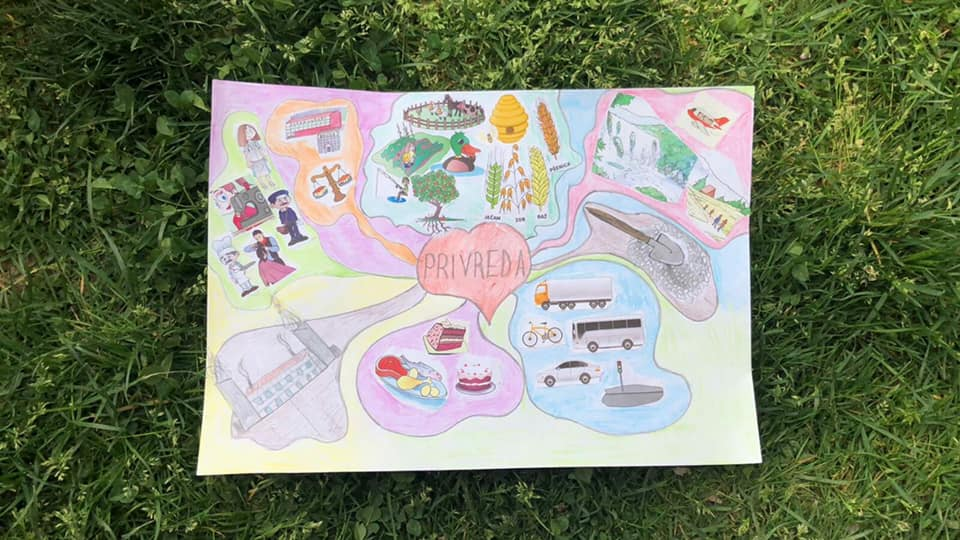 PŠENICA
JEČAM ZOB RAŽ
PRIVREDA